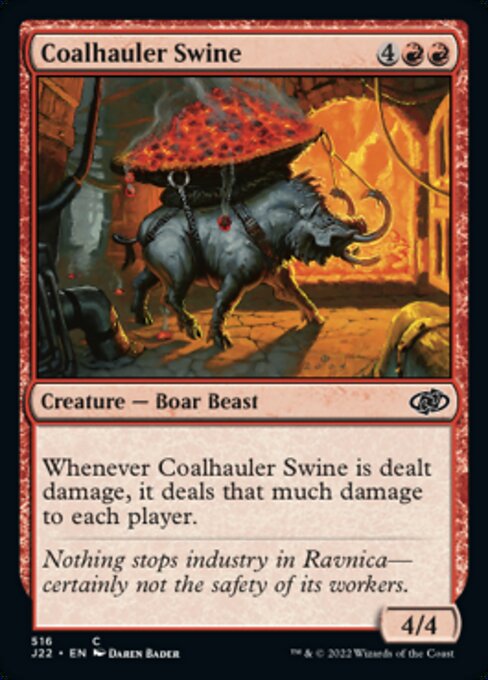 Coalhauler Swine 4
Creature — Boar Beast
Whenever Coalhauler Swine is dealt
damage, it deals that much damage
to each player.
Nothing stops industry in Ravnica—
certainly not the safety of its workers.
4/4
516 C
J22 • EN DAREN BADER
™ & © 2022 Wizards of the Coast